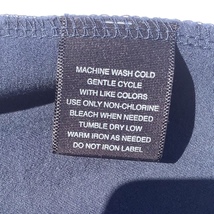 MACHINE WASH COLD
GENTLE CYCLE
WITH LIKE COLORS
USE ONLY NON-CHLORINE
BLEACH WHEN NEEDED
TUMBLE DRY LOW
WARM IRON AS NEEDED
DO NOT IRON LABEL